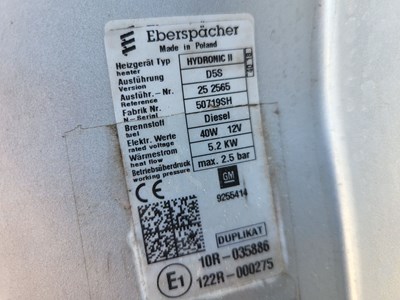 Eberspächer
Made in Poland
Heizgerät Typ HYDRONIC II
heater
Ausführung D5S
Version
Ausführ.-Nr. 25 2565
Reference
Fabrik Nr. 50719SH
N-Serial
Brennstoff Diesel
fuel
Elektr. Werte 40W 12V
rated voltage
Wärmestrom 5.2 KW
heat flow
Betriebsüberdruck max. 2.5 bar
working pressure
CE GM
9255414
DUPLIKAT
E1 10R-035886
122R-000275